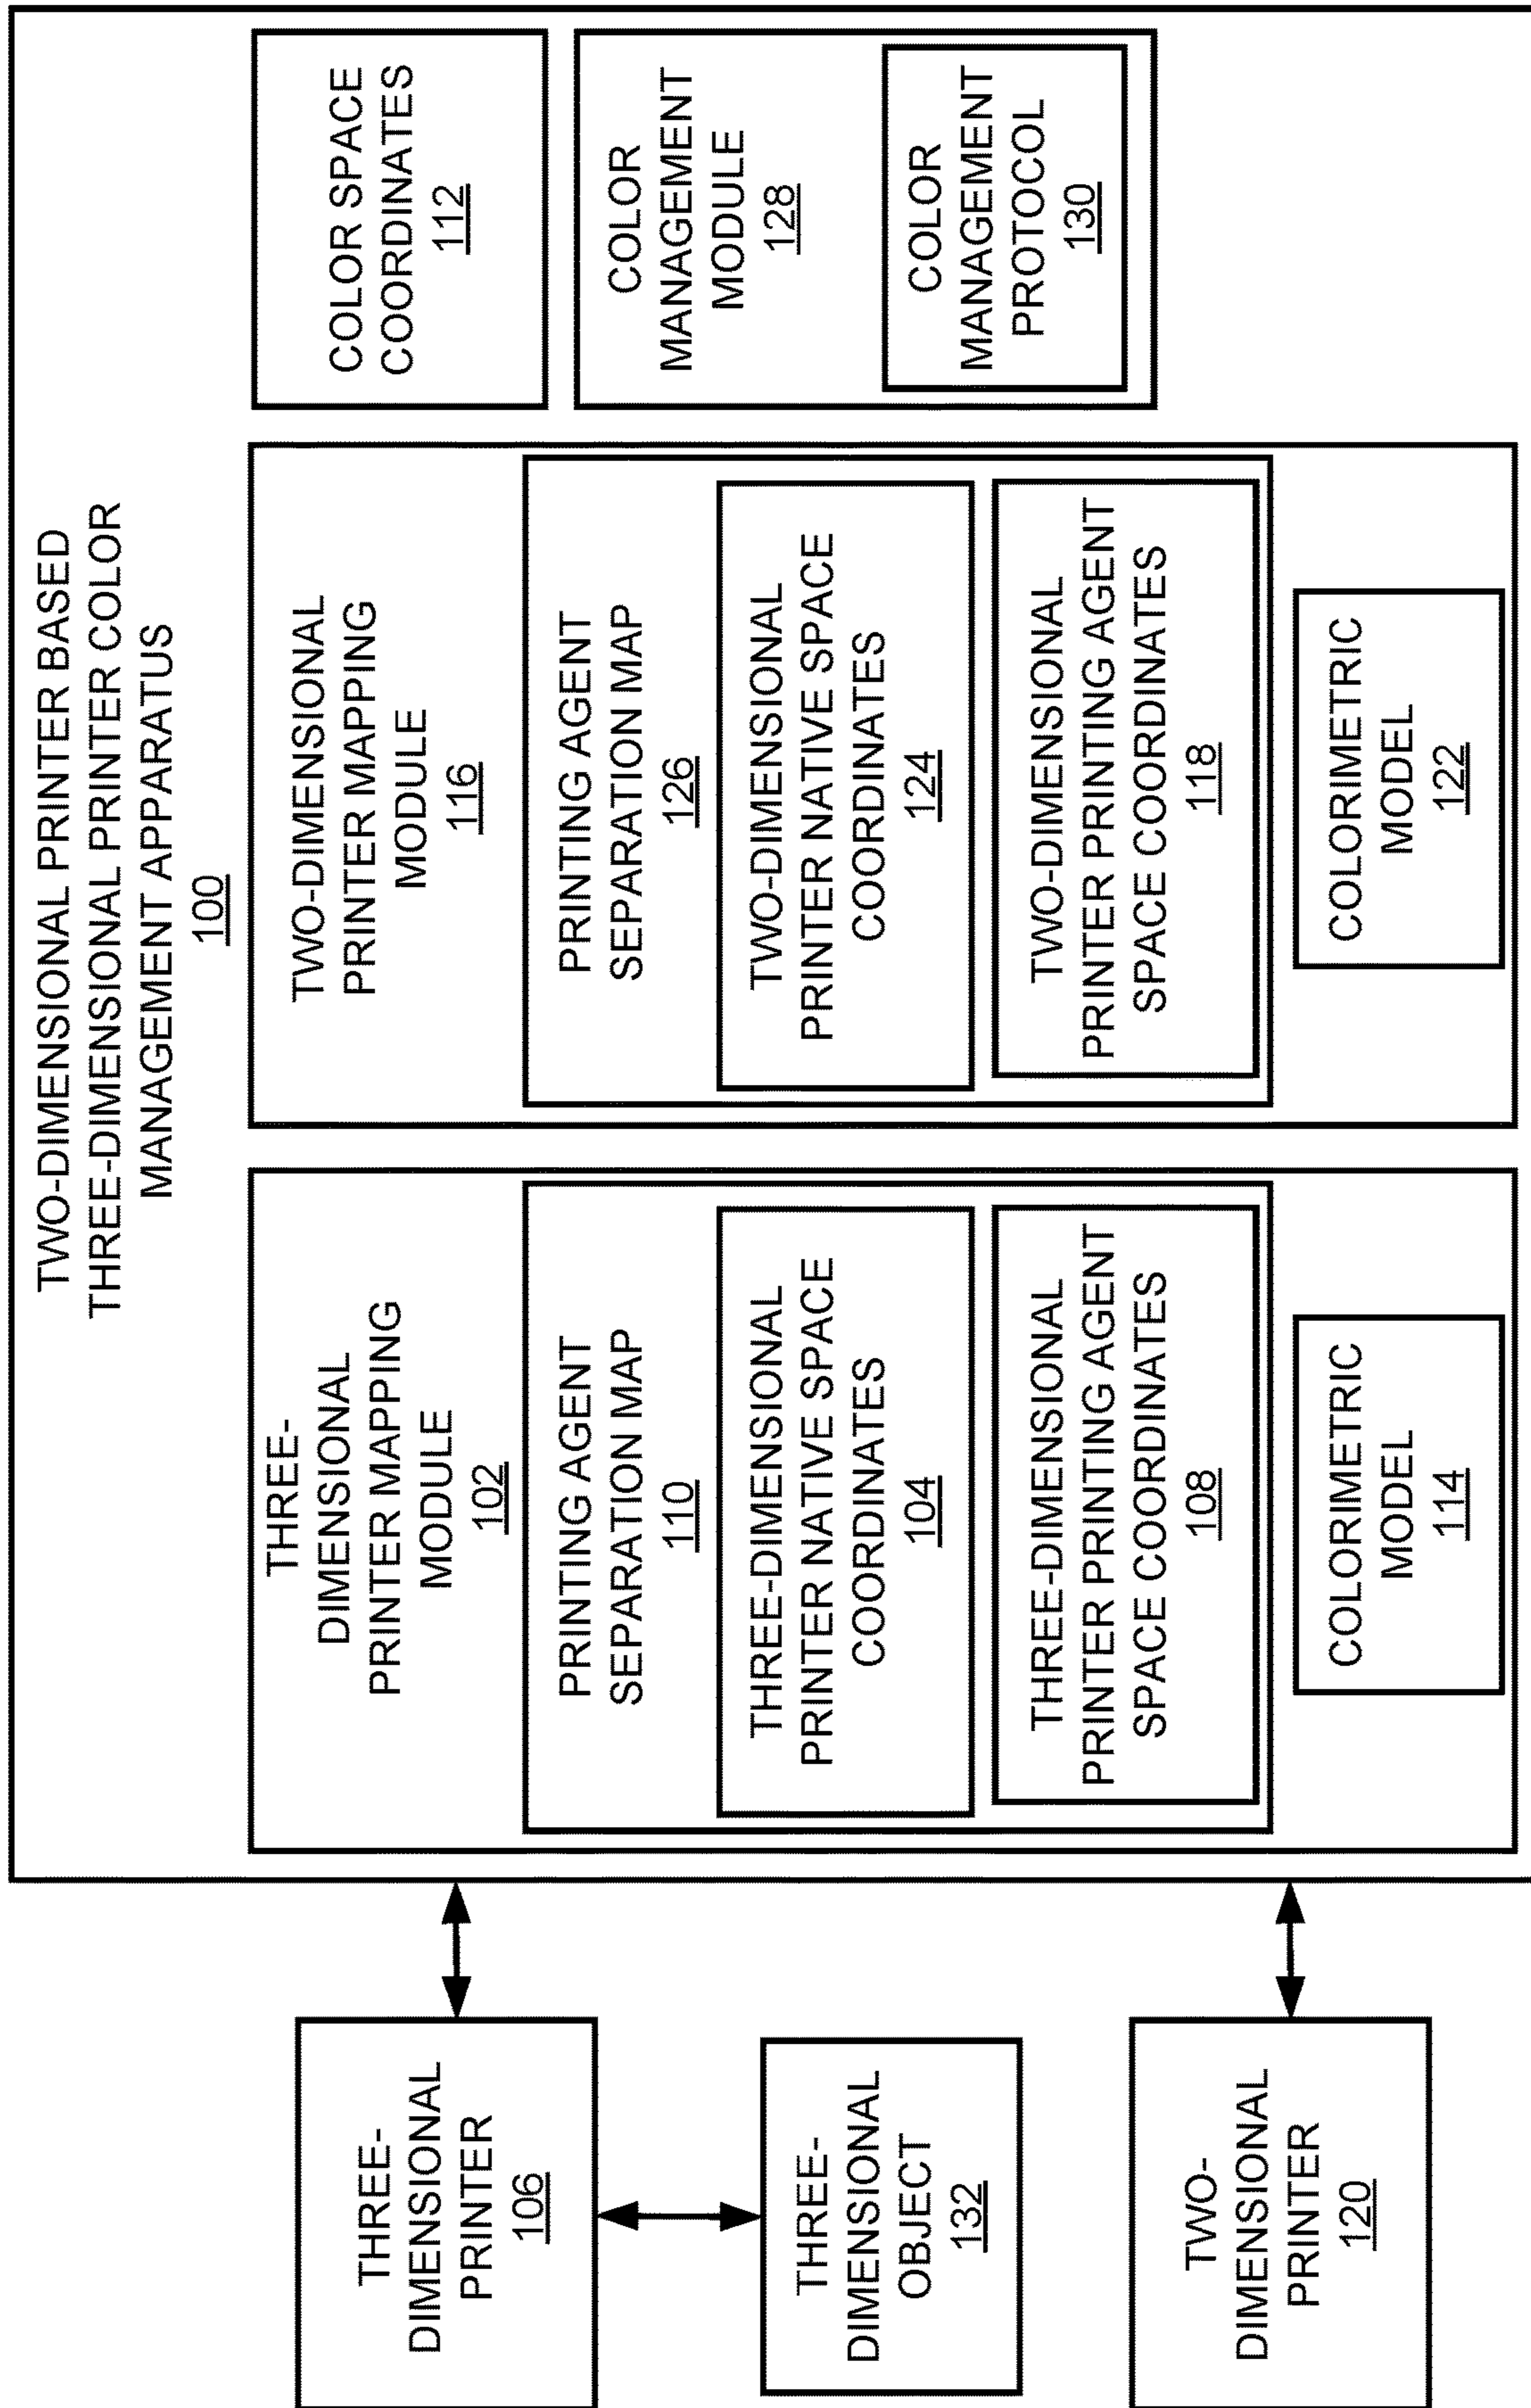 TWO-DIMENSIONAL PRINTER BASED
THREE-DIMENSIONAL PRINTER COLOR
MANAGEMENT APPARATUS
100
THREE-
DIMENSIONAL
PRINTER
106
THREE-
DIMENSIONAL
OBJECT
132
TWO-
DIMENSIONAL
PRINTER
120
THREE-
DIMENSIONAL
PRINTER MAPPING
MODULE
102
PRINTING AGENT
SEPARATION MAP
110
THREE-DIMENSIONAL
PRINTER NATIVE SPACE
COORDINATES
104
THREE-DIMENSIONAL
PRINTER PRINTING AGENT
SPACE COORDINATES
108
COLORIMETRIC
MODEL
114
TWO-DIMENSIONAL
PRINTER MAPPING
MODULE
116
PRINTING AGENT
SEPARATION MAP
126
TWO-DIMENSIONAL
PRINTER NATIVE SPACE
COORDINATES
124
TWO-DIMENSIONAL
PRINTER PRINTING AGENT
SPACE COORDINATES
118
COLORIMETRIC
MODEL
122
COLOR SPACE
COORDINATES
112
COLOR
MANAGEMENT
MODULE
128
COLOR
MANAGEMENT
PROTOCOL
130